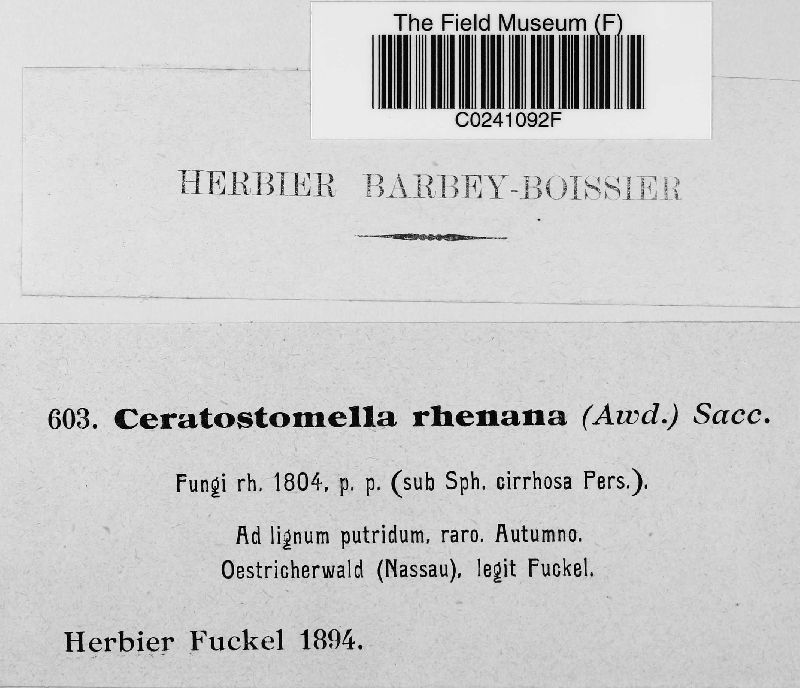 The Field Museum (F)
C0241092F
HERBIER BARBEY-BOISSIER
603. Ceratostomella rhenana (Awd.) Sacc.
Fungi rh. 1804, p. p. (sub Sph. cirrhosa Pers.).
Ad lignum putridum, raro. Autumno.
Oestricherwald (Nassau), legit Fuckel.
Herbier Fuckel 1894.